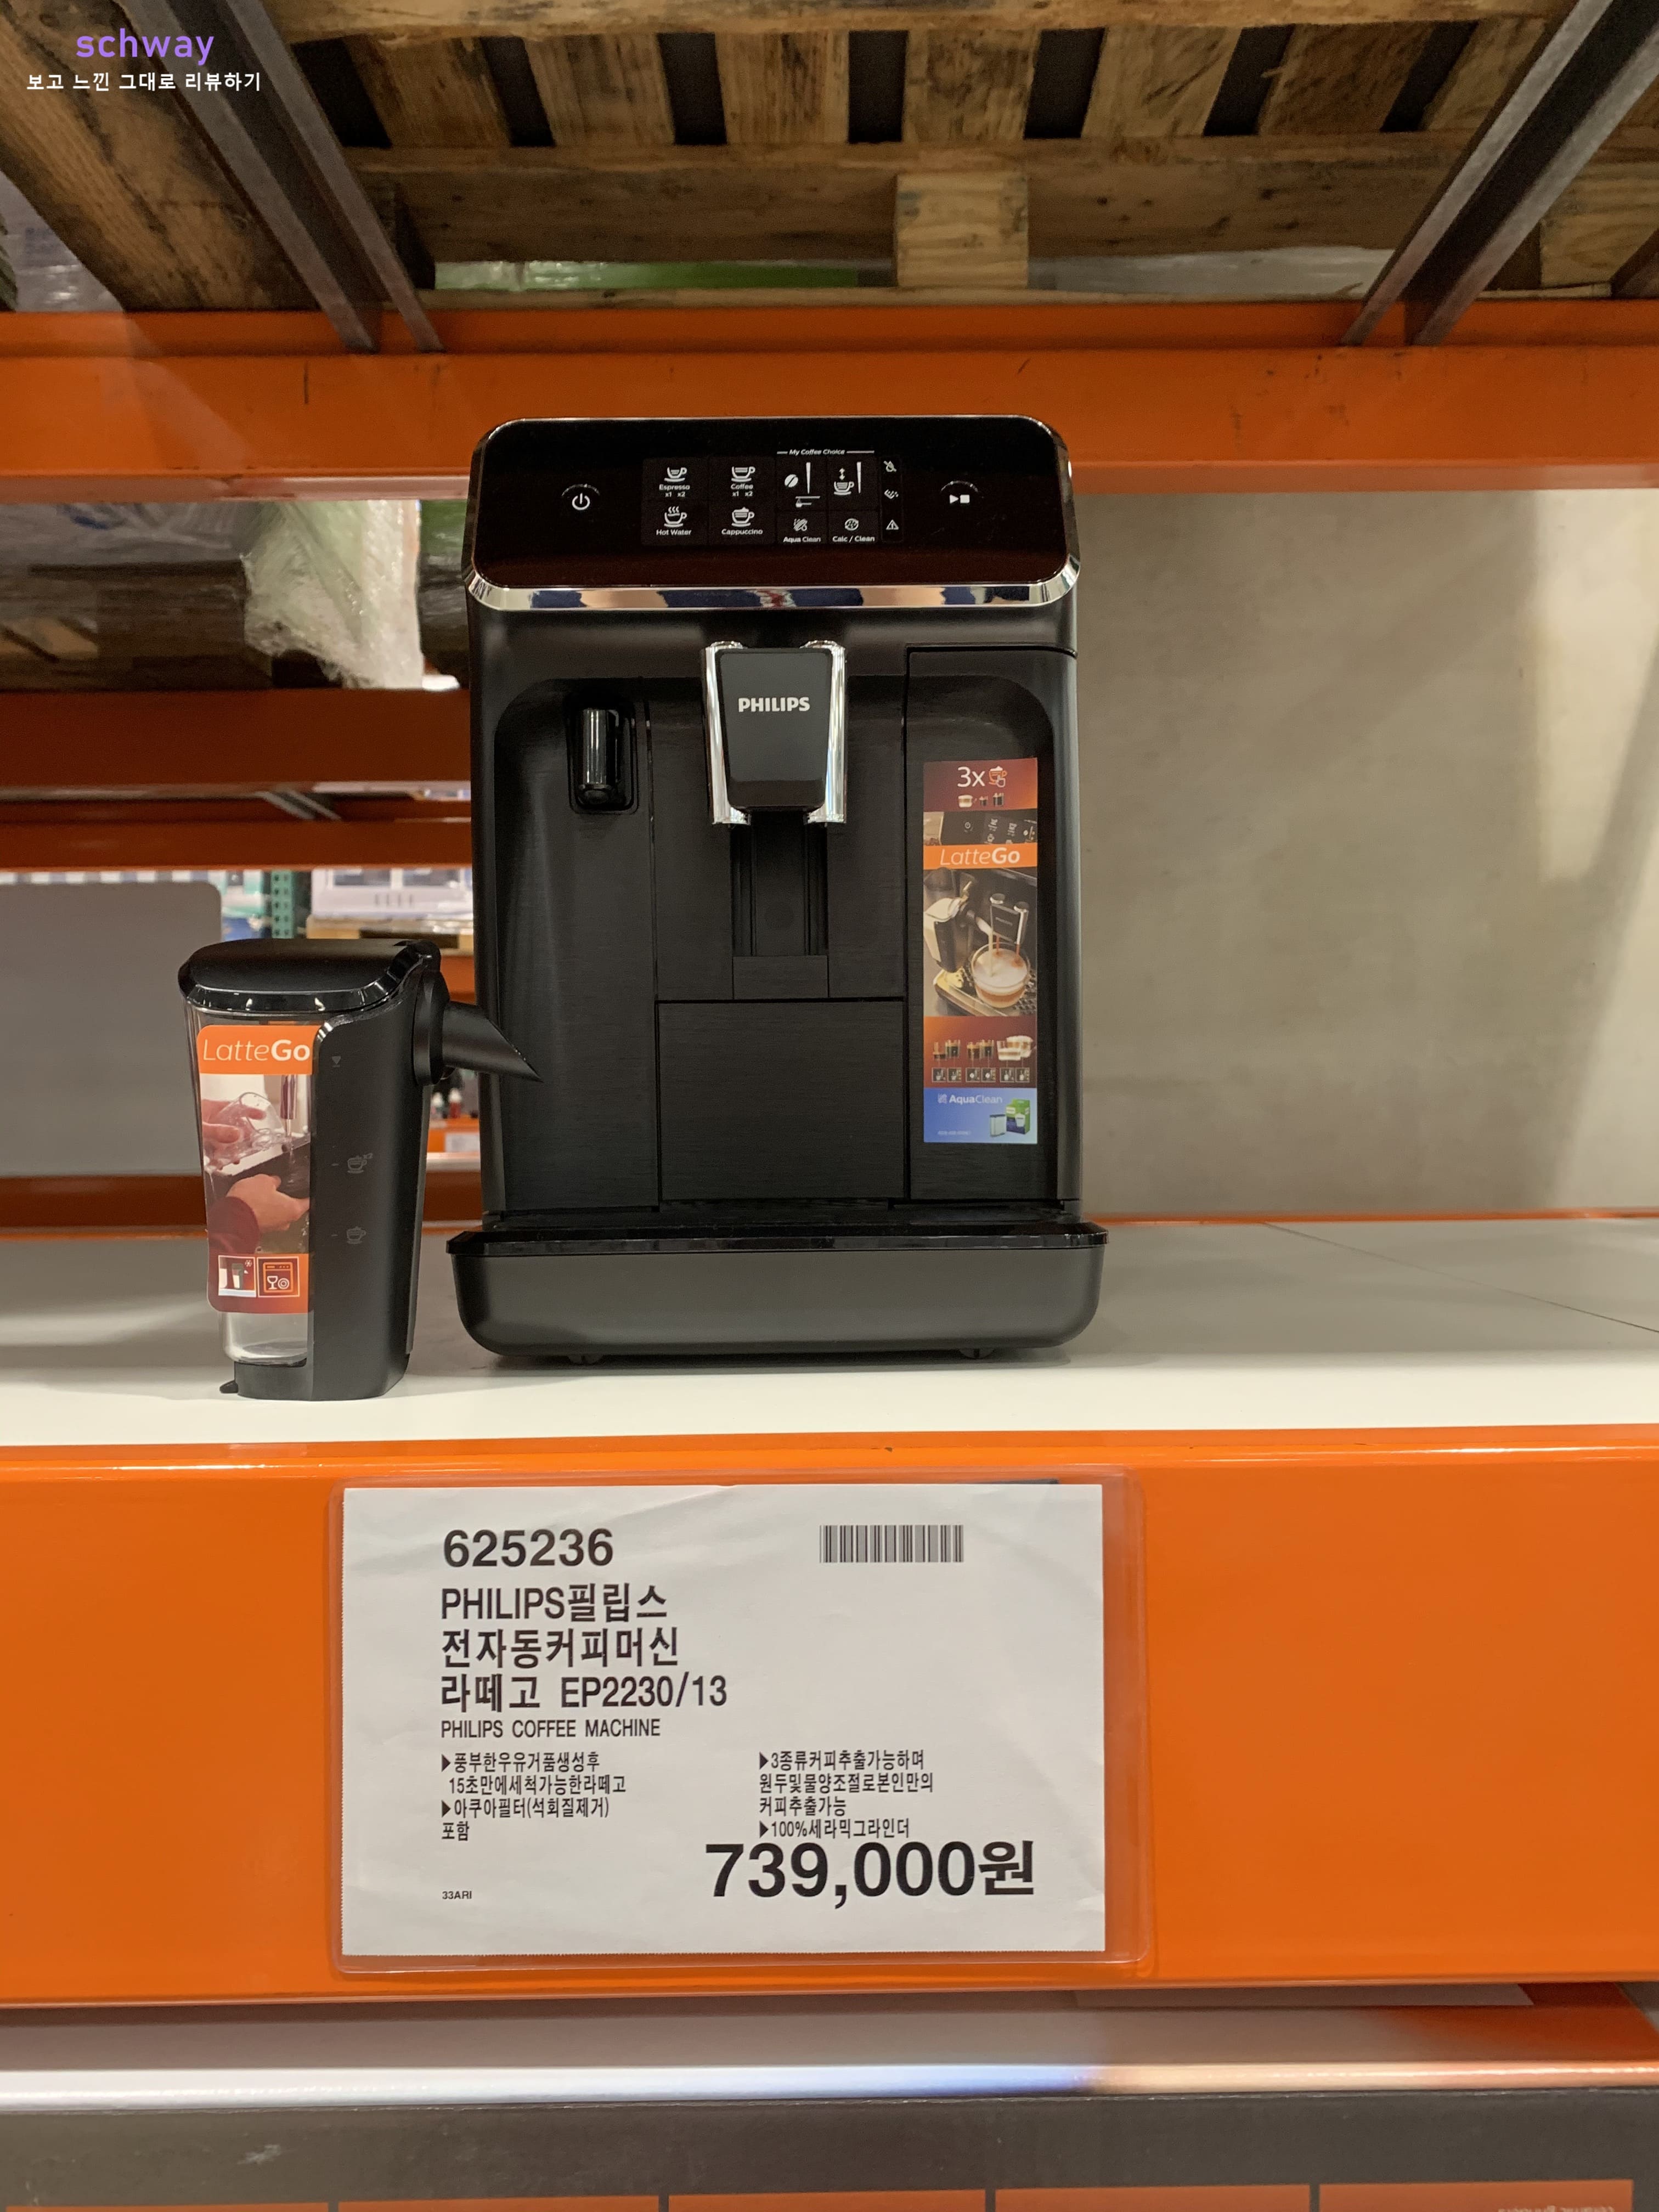 schway
보고 느낀 그대로 리뷰하기
My Coffee Choice
Espresso
x1 x2
Coffee
x1 x2
Hot Water
Cappuccino
Aqua Clean
Calc / Clean
PHILIPS
3x
LatteGo
AquaClean
LatteGo
625236
PHILIPS필립스
전자동커피머신
라떼고 EP2230/13
PHILIPS COFFEE MACHINE
▶풍부한우유거품생성후
15초만에세척가능한라떼고
▶아쿠아필터(석회질제거)
포함
▶3종류커피추출가능하며
원두및물양조절로본인만의
커피추출가능
▶100%세라믹그라인더
739,000원
33ARI